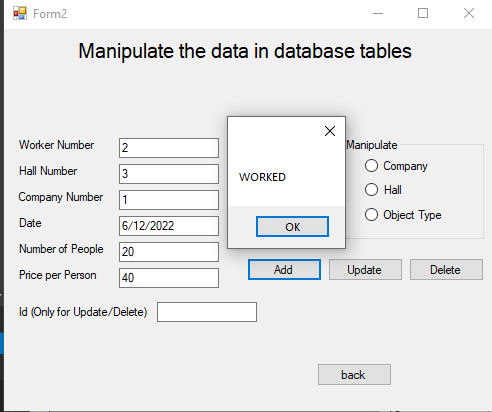 Form2
Manipulate the data in database tables
Worker Number 2
Hall Number 3
Company Number 1
Date 6/12/2022
Number of People 20
Price per Person 40
Id (Only for Update/Delete)
WORKED
OK
Manipulate
Company
Hall
Object Type
Add Update Delete
back